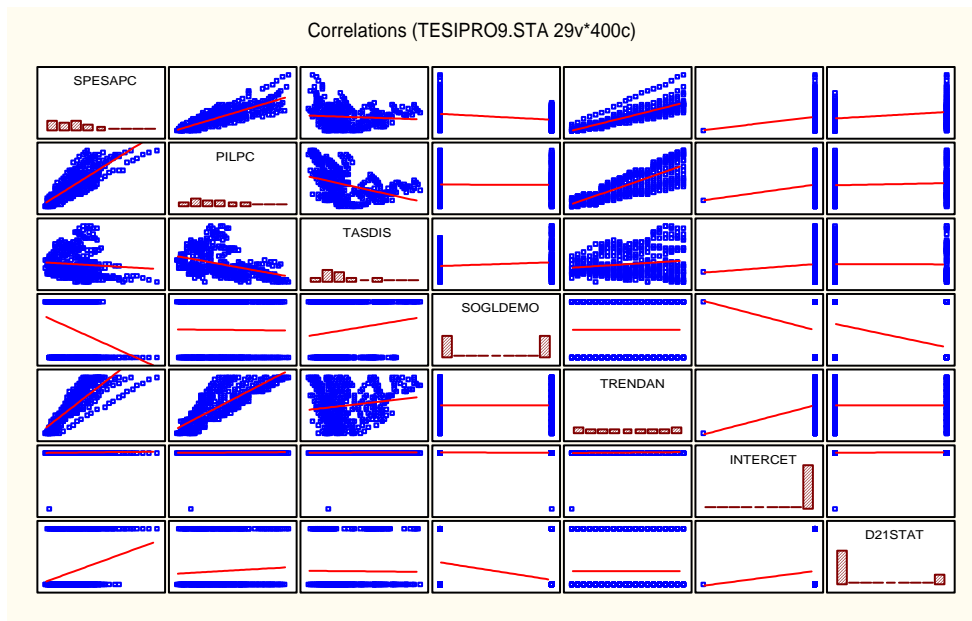 Correlations (TESIPRO9.STA 29v*400c)
SPESAPC
PILPC
TASDIS
SOGLDEMO
TRENDAN
INTERCET
D21STAT